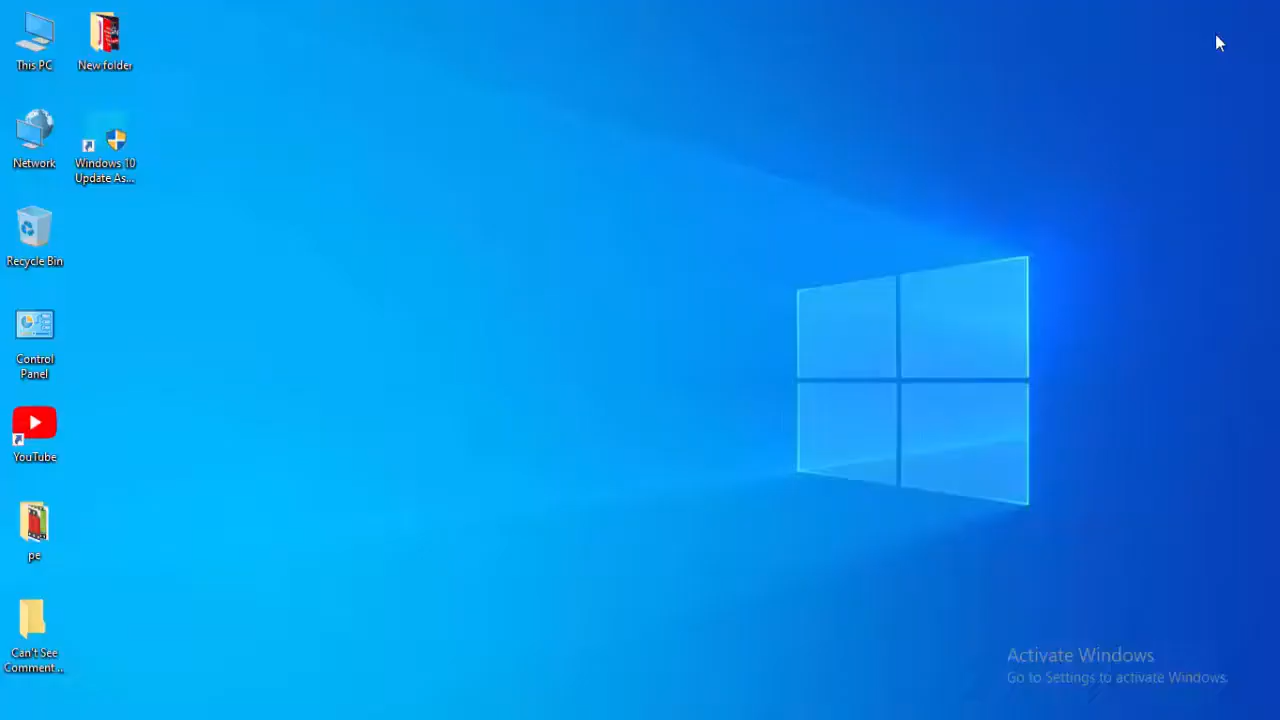 This PC
New folder
Network
Windows 10
Update As...
Recycle Bin
Control
Panel
YouTube
pe
Can't See
Comment ...
Activate Windows
Go to Settings to activate Windows.